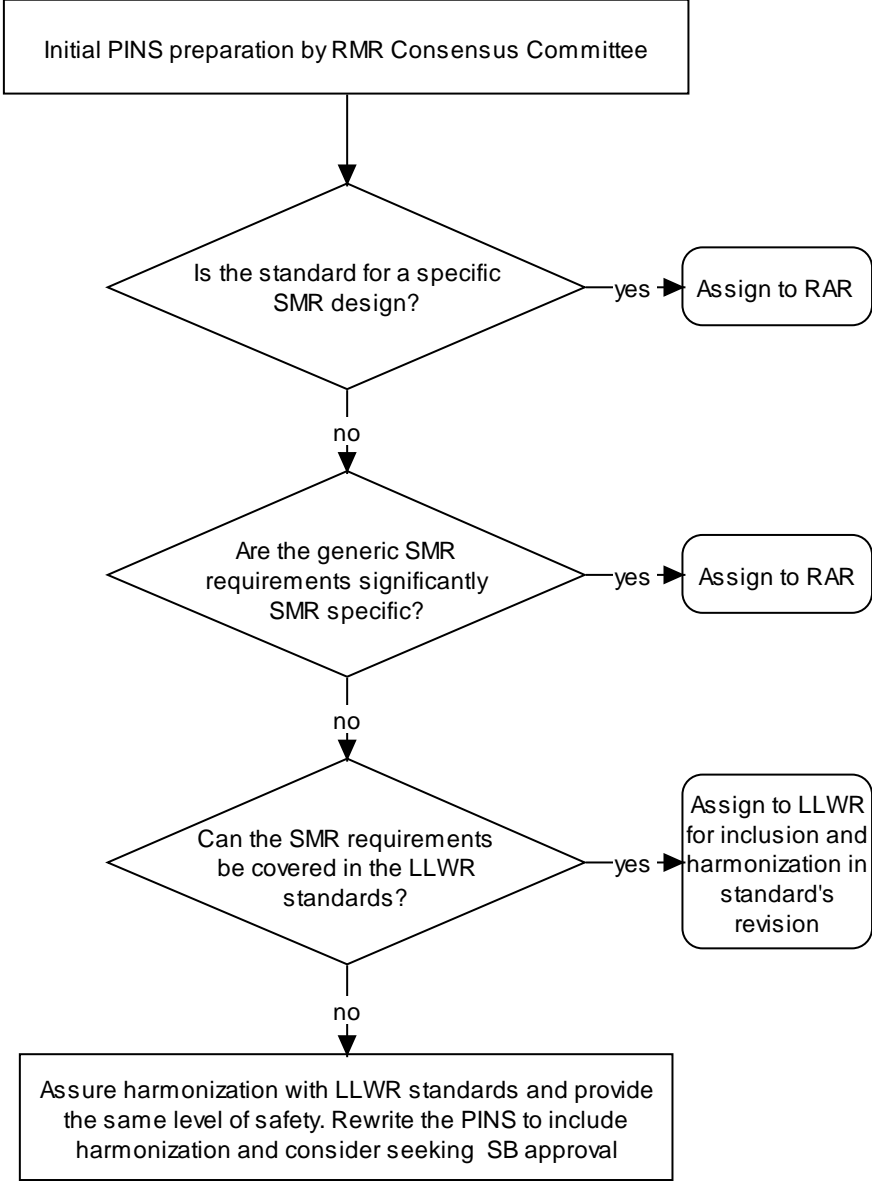 Initial PINS preparation by RMR Consensus Committee
Is the standard for a specific
SMR design?
yes
Assign to RAR
no
Are the generic SMR
requirements significantly
SMR specific?
yes
Assign to RAR
no
Can the SMR requirements
be covered in the LLWR
standards?
yes
Assign to LLWR
for inclusion and
harmonization in
standard's
revision
no
Assure harmonization with LLWR standards and provide
the same level of safety. Rewrite the PINS to include
harmonization and consider seeking SB approval